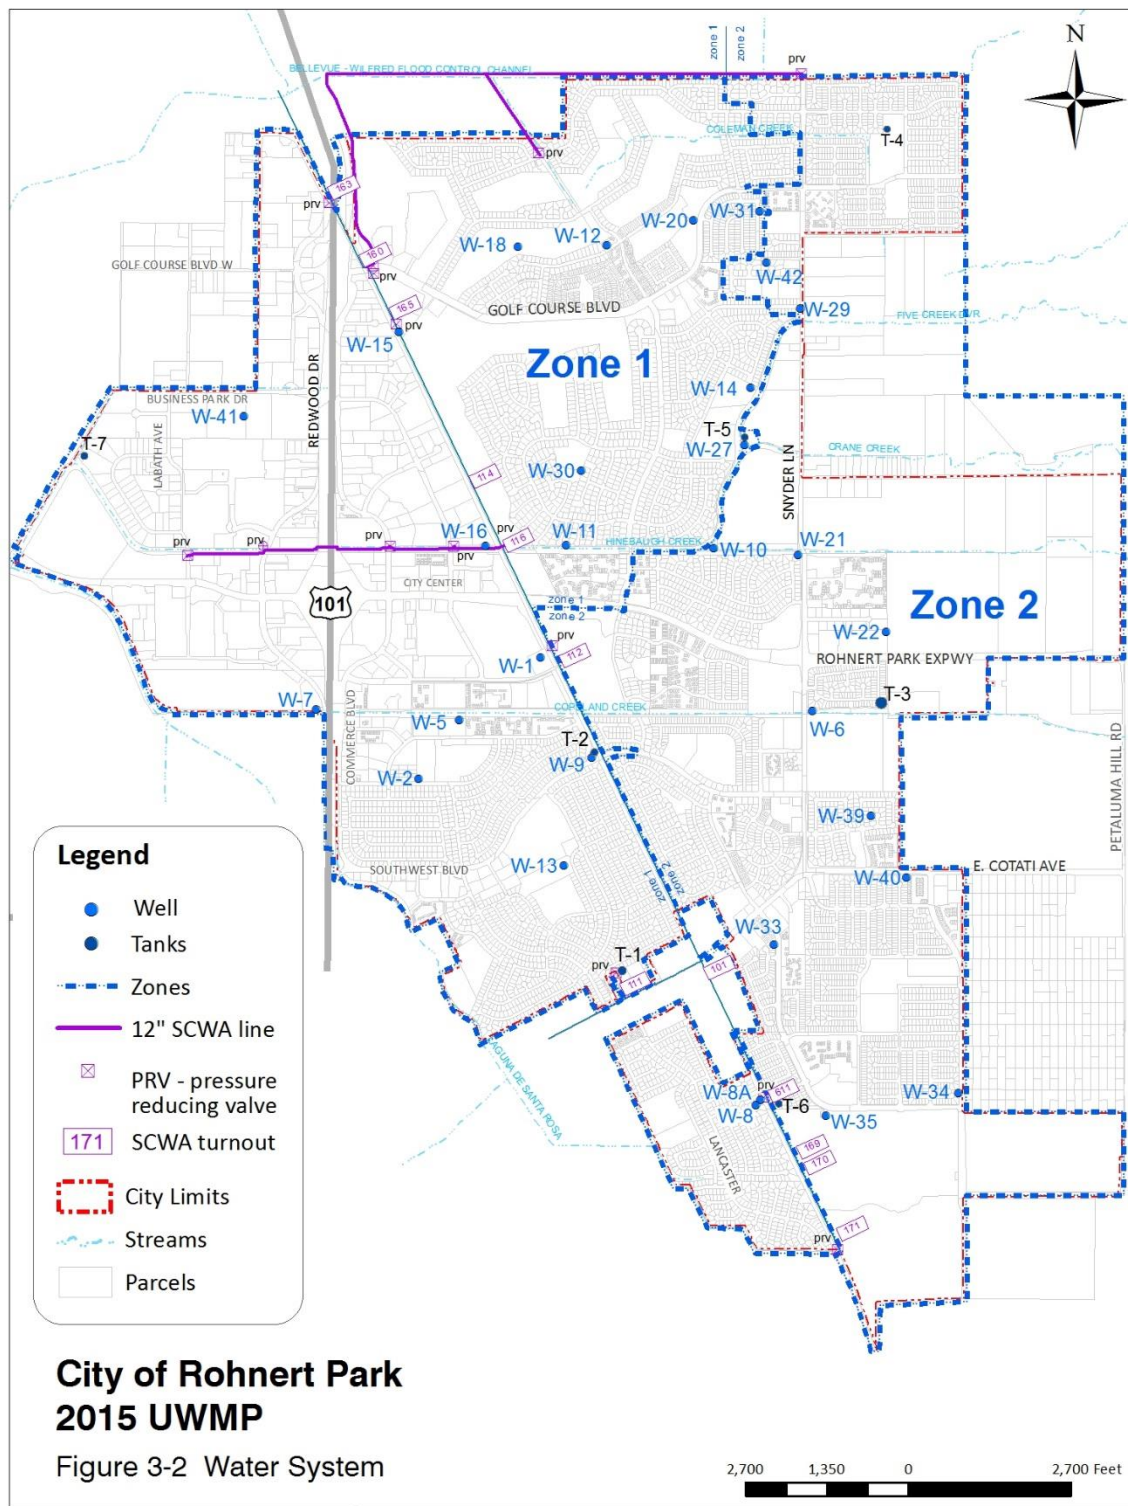 N
zone 1
zone 2
prv
BELLEVUE - WILFRED FLOOD CONTROL CHANNEL
COLEMAN CREEK
T-4
prv
163
prv
W-31
W-20
W-12
W-18
160
prv
GOLF COURSE BLVD W
W-42
165
prv
GOLF COURSE BLVD
W-29
FIVE CREEK DVR
W-15
REDWOOD DR
Zone 1
BUSINESS PARK DR
W-14
W-41
LABATH AVE
T-7
T-5
W-27
CRANE CREEK
SNYDER LN
114
W-30
W-16
prv
116
W-11
HINEBAUGH CREEK
W-10
W-21
prv
prv
prv
prv
CITY CENTER
101
zone 1
zone 2
Zone 2
prv
112
W-1
W-22
ROHNERT PARK EXPWY
W-7
COMMERCE BLVD
W-5
COPELAND CREEK
T-3
W-6
PETALUMA HILL RD
T-2
W-9
W-2
W-39
SOUTHWEST BLVD
W-13
zone 1
zone 2
E. COTATI AVE
W-40
W-33
prv
T-1
111
101
LAGUNA DE SANTA ROSA
prv
W-8A
W-8
611
T-6
W-34
W-35
LANCASTER
169
170
171
prv
Legend
Well
Tanks
Zones
12" SCWA line
PRV - pressure
reducing valve
171 SCWA turnout
City Limits
Streams
Parcels
City of Rohnert Park
2015 UWMP
Figure 3-2 Water System
2,700 1,350 0 2,700 Feet